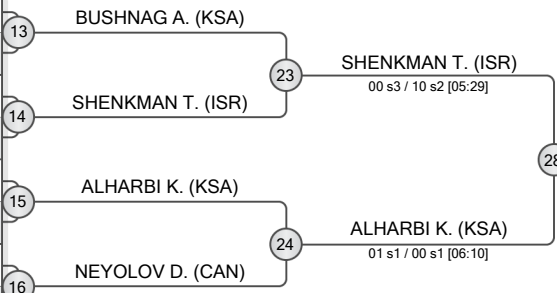 BUSHNAG A. (KSA)
13
23
SHENKMAN T. (ISR)
00 s3 / 10 s2 [05:29]
SHENKMAN T. (ISR)
14
28
ALHARBI K. (KSA)
15
24
ALHARBI K. (KSA)
01 s1 / 00 s1 [06:10]
NEYOLOV D. (CAN)
16